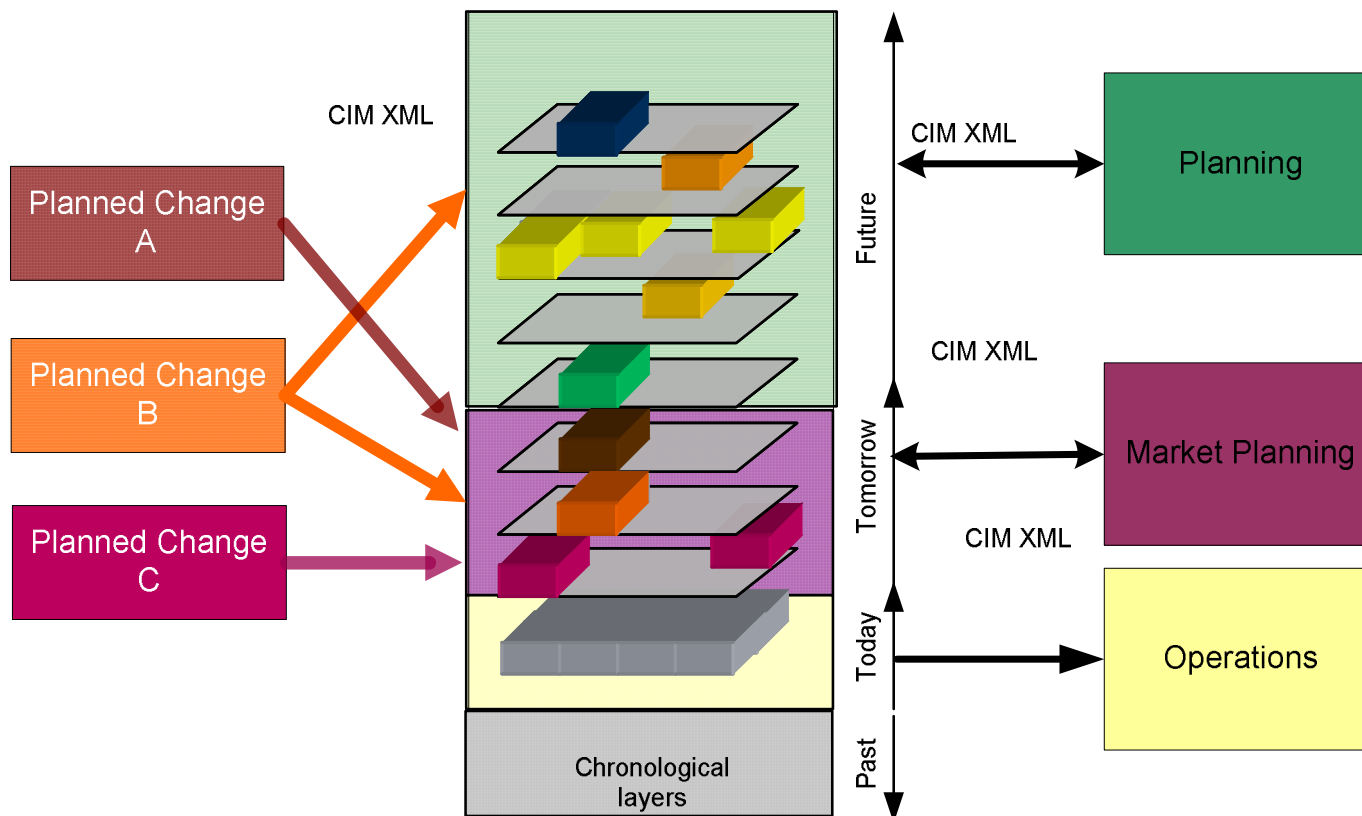 CIM XML
Planned Change
A
Planned Change
B
Planned Change
C
Chronological
layers
Future
Tomorrow
Today
Past
CIM XML
Planning
CIM XML
Market Planning
CIM XML
Operations